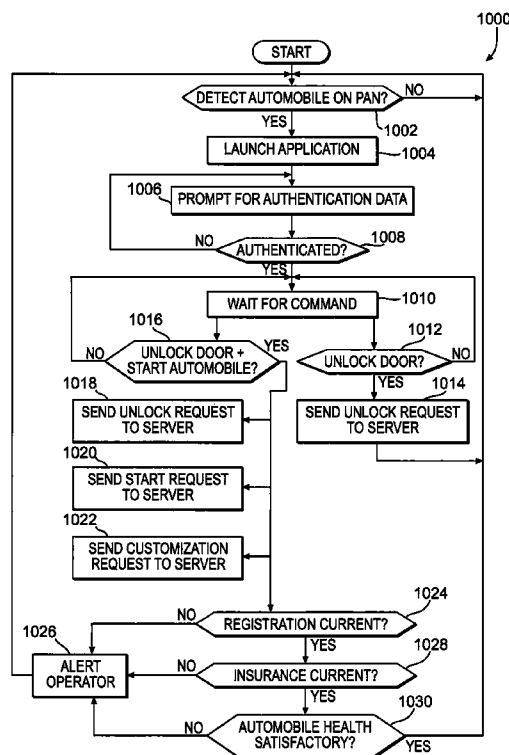 1000
START
DETECT AUTOMOBILE ON PAN?
NO
1002
YES
LAUNCH APPLICATION
1004
1006
PROMPT FOR AUTHENTICATION DATA
NO
AUTHENTICATED?
1008
YES
WAIT FOR COMMAND
1010
1016
1012
NO
UNLOCK DOOR +
START AUTOMOBILE?
YES
UNLOCK DOOR?
NO
YES
1014
1018
SEND UNLOCK REQUEST
TO SERVER
SEND UNLOCK REQUEST
TO SERVER
1020
SEND START REQUEST
TO SERVER
1022
SEND CUSTOMIZATION
REQUEST TO SERVER
1024
NO
REGISTRATION CURRENT?
1026
YES
1028
ALERT
OPERATOR
NO
INSURANCE CURRENT?
YES
1030
NO
AUTOMOBILE HEALTH
SATISFACTORY?
YES